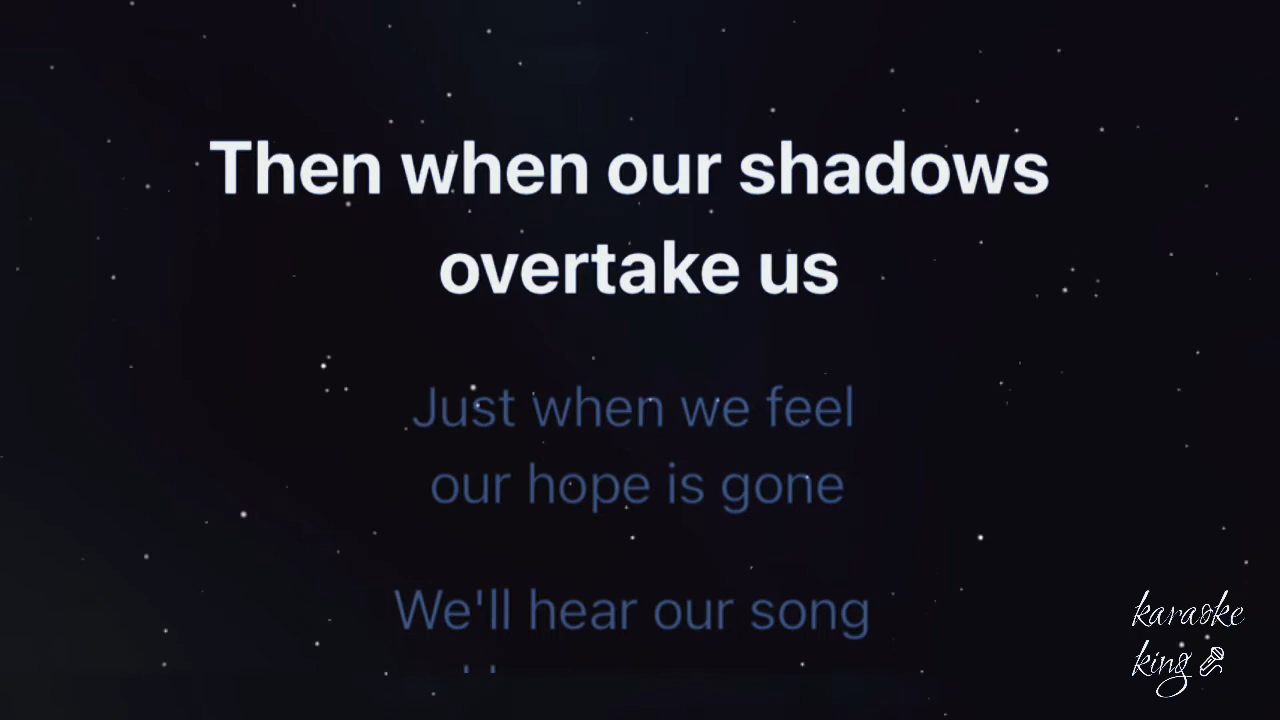 Then when our shadows
overtake us
Just when we feel
our hope is gone
We'll hear our song
karaoke
king